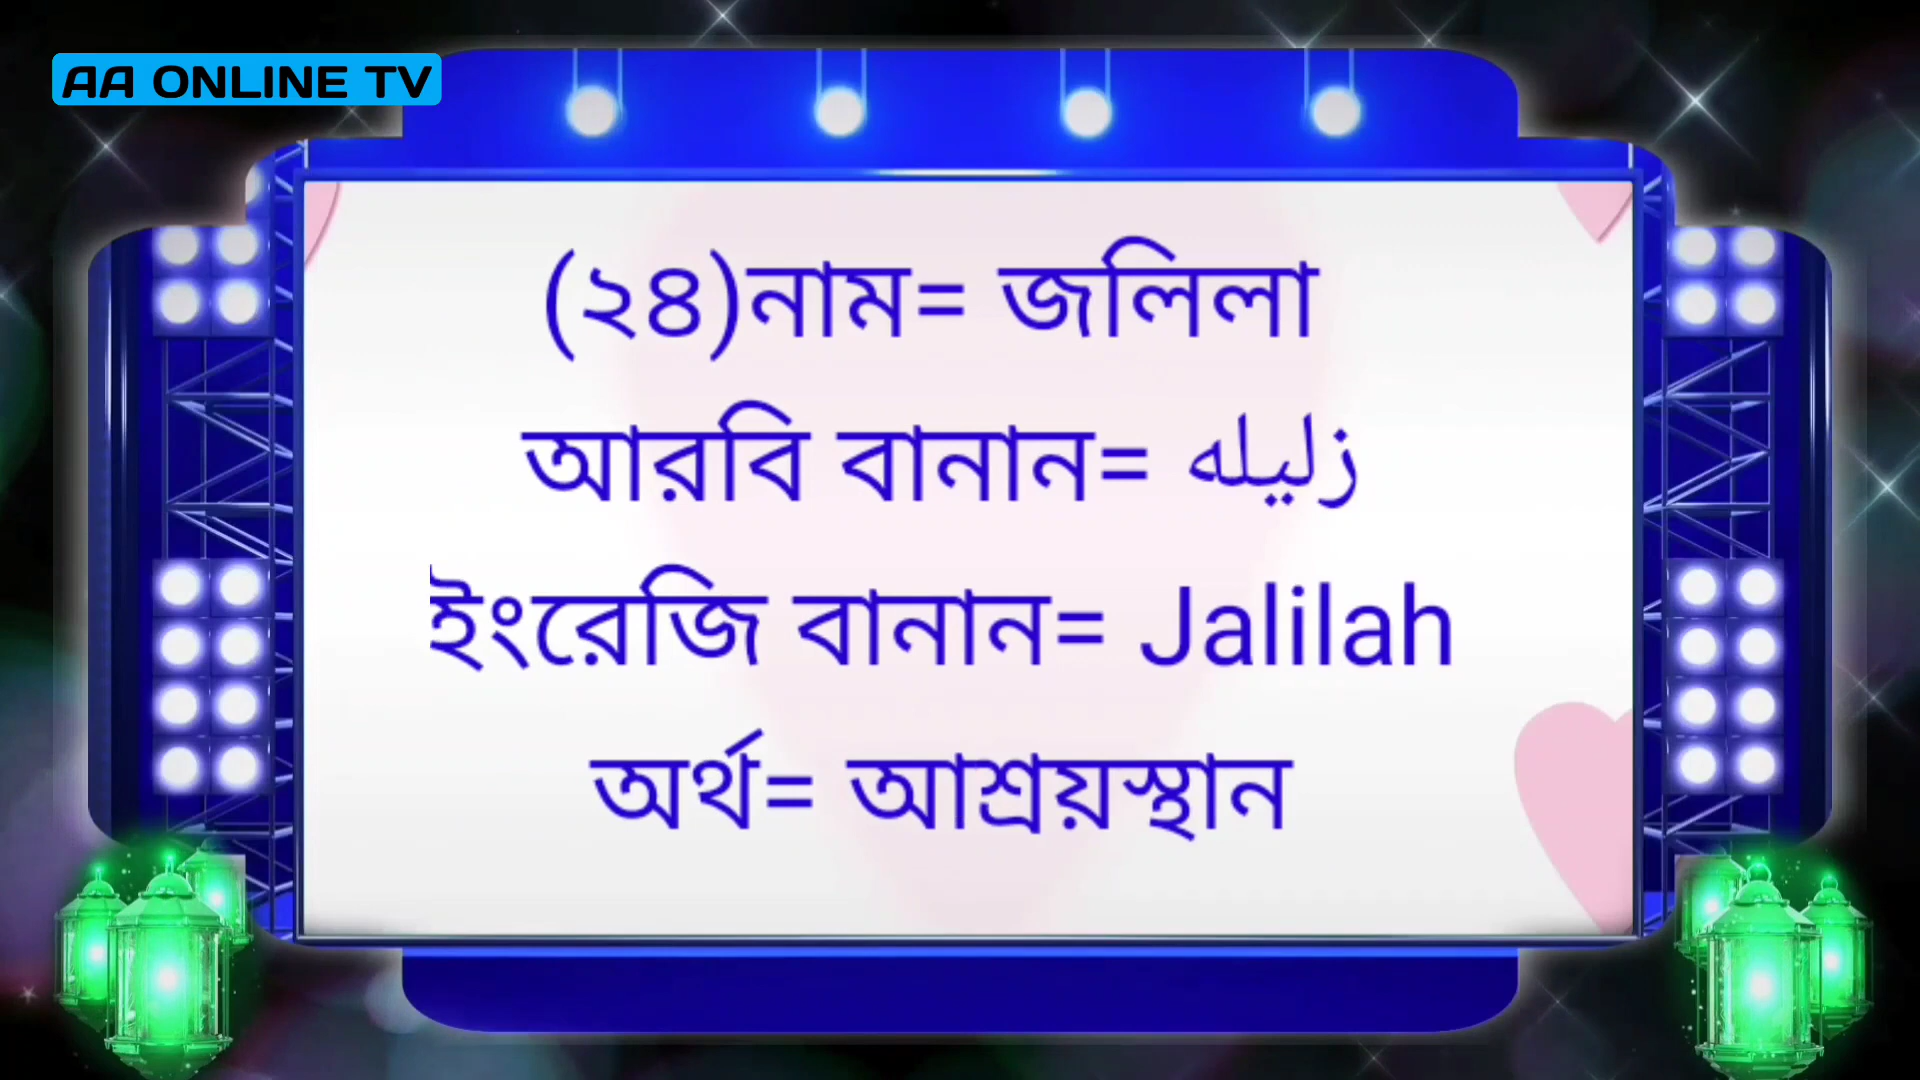 AA ONLINE TV
(২৪)নাম= জলিলা
আরবি বানান= زليله
ইংরেজি বানান= Jalilah
অর্থ= আশ্রয়স্থান